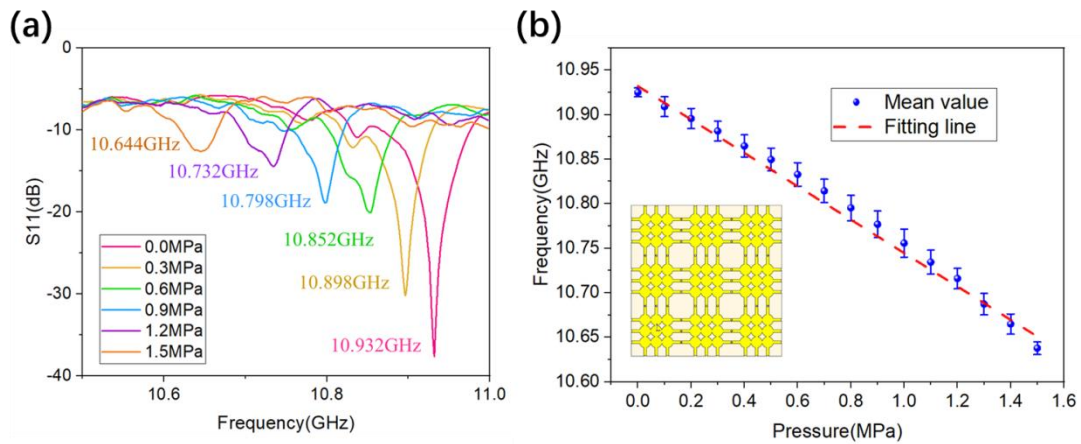 (a)
0
-10
-20
-30
-40
S11(dB)
10.644GHz
10.732GHz
10.798GHz
10.852GHz
10.898GHz
10.932GHz
0.0MPa
0.3MPa
0.6MPa
0.9MPa
1.2MPa
1.5MPa
10.6 10.8 11.0
Frequency(GHz)
(b)
10.95
10.90
10.85
10.80
10.75
10.70
10.65
10.60
Frequency(GHz)
Mean value
Fitting line
0.0 0.2 0.4 0.6 0.8 1.0 1.2 1.4 1.6
Pressure(MPa)